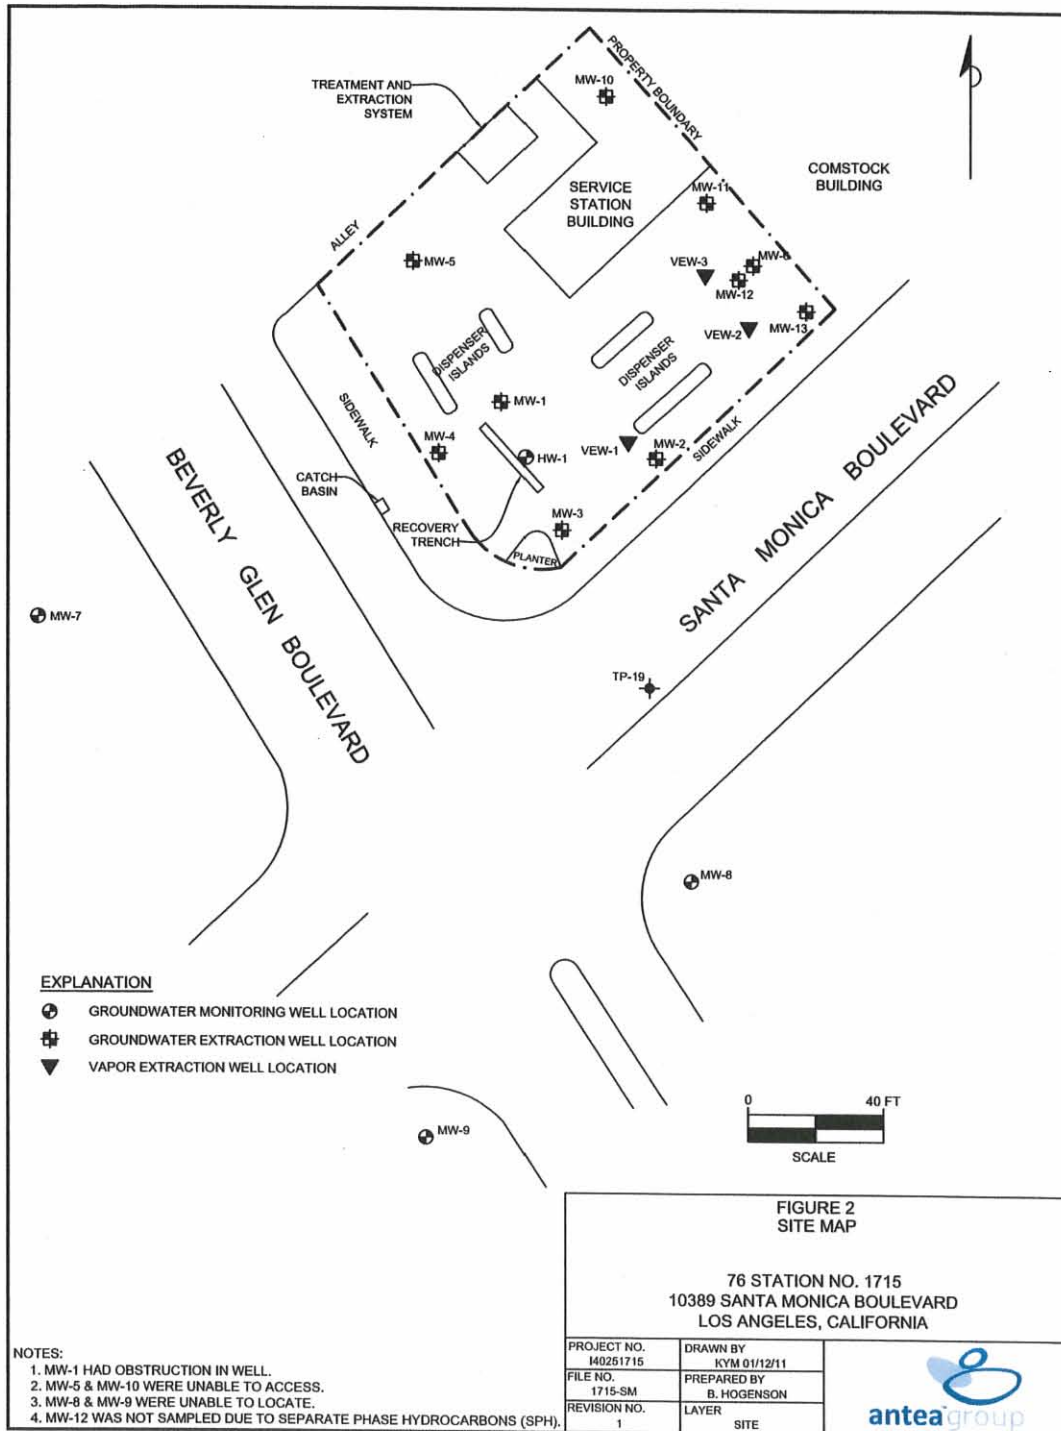 TREATMENT AND
EXTRACTION
SYSTEM
MW-10
PROPERTY BOUNDARY
COMSTOCK
BUILDING
SERVICE
STATION
BUILDING
MW-11
ALLEY
MW-5
VEW-3
MW-6
MW-12
VEW-2
MW-13
DISPENSER
ISLANDS
DISPENSER
ISLANDS
MW-1
SIDEWALK
MW-4
HW-1
VEW-1
MW-2
SIDEWALK
CATCH
BASIN
RECOVERY
TRENCH
MW-3
PLANTER
BEVERLY GLEN BOULEVARD
SANTA MONICA BOULEVARD
MW-7
TP-19
MW-8
EXPLANATION
GROUNDWATER MONITORING WELL LOCATION
GROUNDWATER EXTRACTION WELL LOCATION
VAPOR EXTRACTION WELL LOCATION
MW-9
0 40 FT
SCALE
FIGURE 2
SITE MAP
76 STATION NO. 1715
10389 SANTA MONICA BOULEVARD
LOS ANGELES, CALIFORNIA
PROJECT NO.
I40251715
DRAWN BY
KYM 01/12/11
FILE NO.
1715-SM
PREPARED BY
B. HOGENSON
REVISION NO.
1
LAYER
SITE
antea group
NOTES:
1. MW-1 HAD OBSTRUCTION IN WELL.
2. MW-5 & MW-10 WERE UNABLE TO ACCESS.
3. MW-8 & MW-9 WERE UNABLE TO LOCATE.
4. MW-12 WAS NOT SAMPLED DUE TO SEPARATE PHASE HYDROCARBONS (SPH).